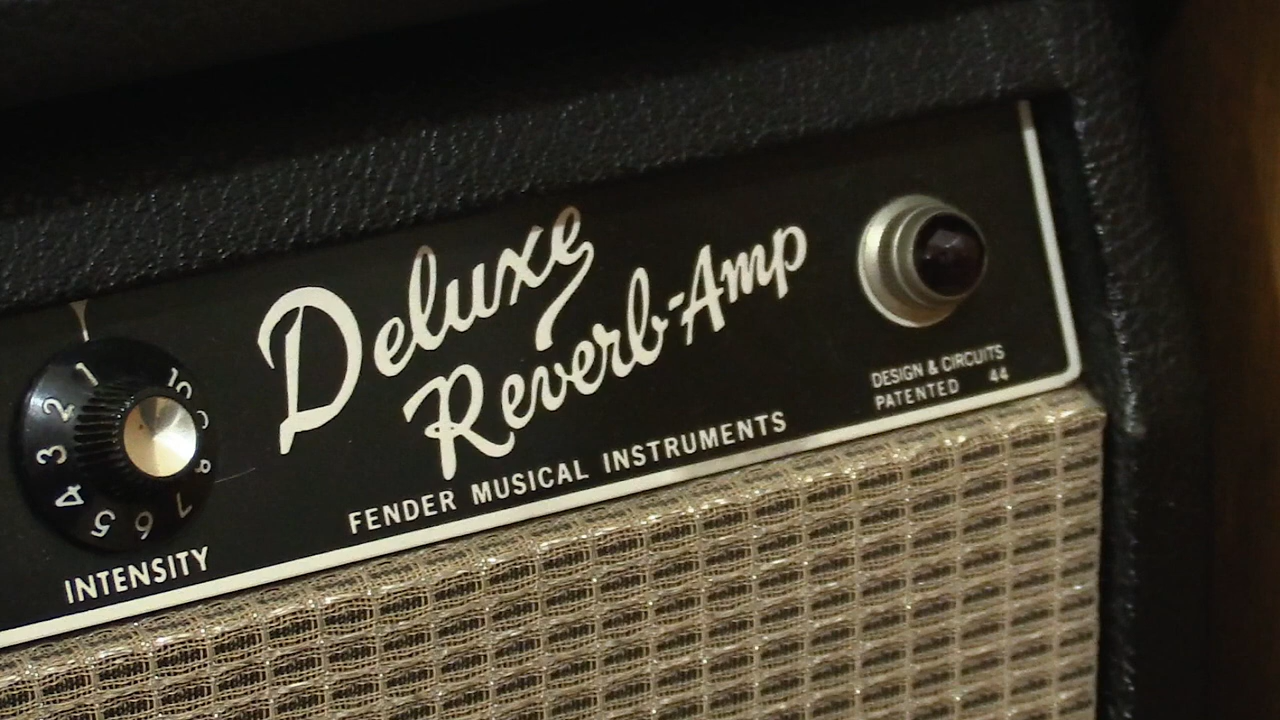 Deluxe
Reverb-Amp
FENDER MUSICAL INSTRUMENTS
DESIGN & CIRCUITS
PATENTED 44
1
2
3
4
5
6
7
8
9
10
INTENSITY